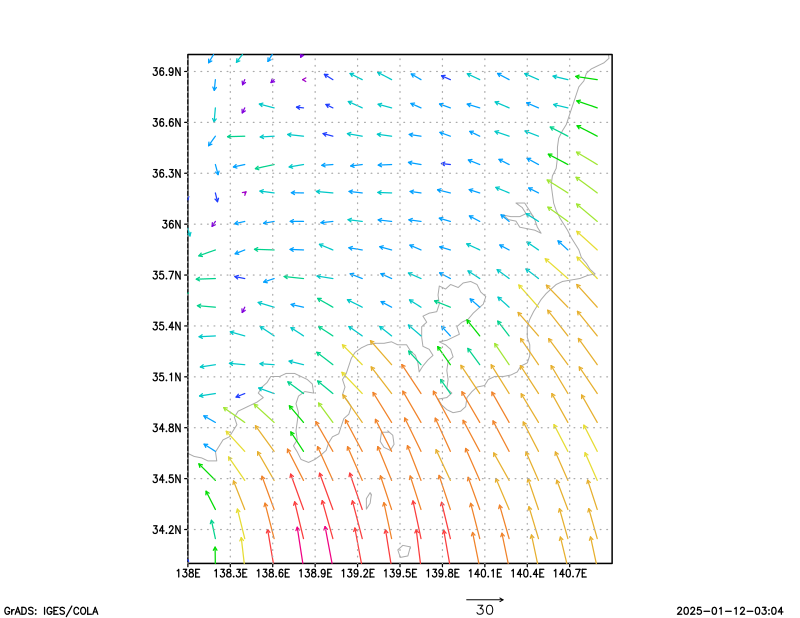 36.9N
36.6N
36.3N
36N
35.7N
35.4N
35.1N
34.8N
34.5N
34.2N
138E 138.3E 138.6E 138.9E 139.2E 139.5E 139.8E 140.1E 140.4E 140.7E
30
GrADS: IGES/COLA 2025-01-12-03:04